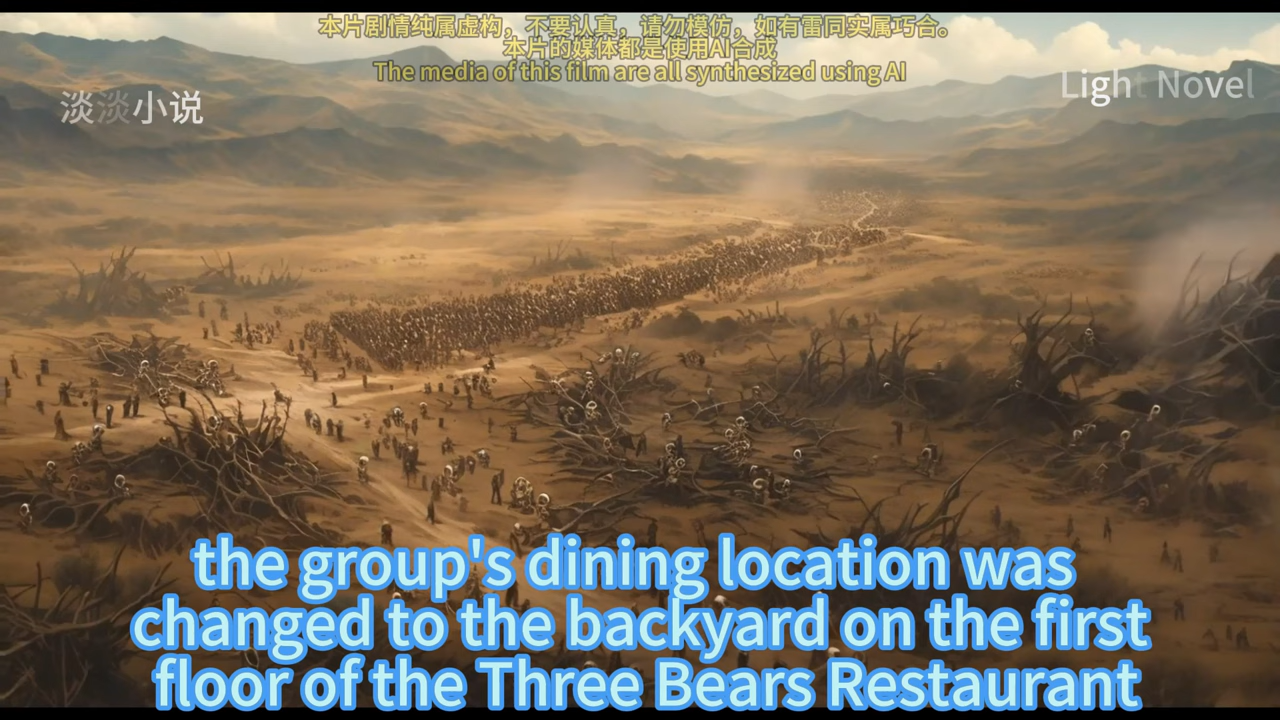 本片剧情纯属虚构，不要认真，请勿模仿，如有雷同实属巧合。
本片的媒体都是使用AI合成
The media of this film are all synthesized using AI
淡淡小说
Light Novel
the group's dining location was
changed to the backyard on the first
floor of the Three Bears Restaurant